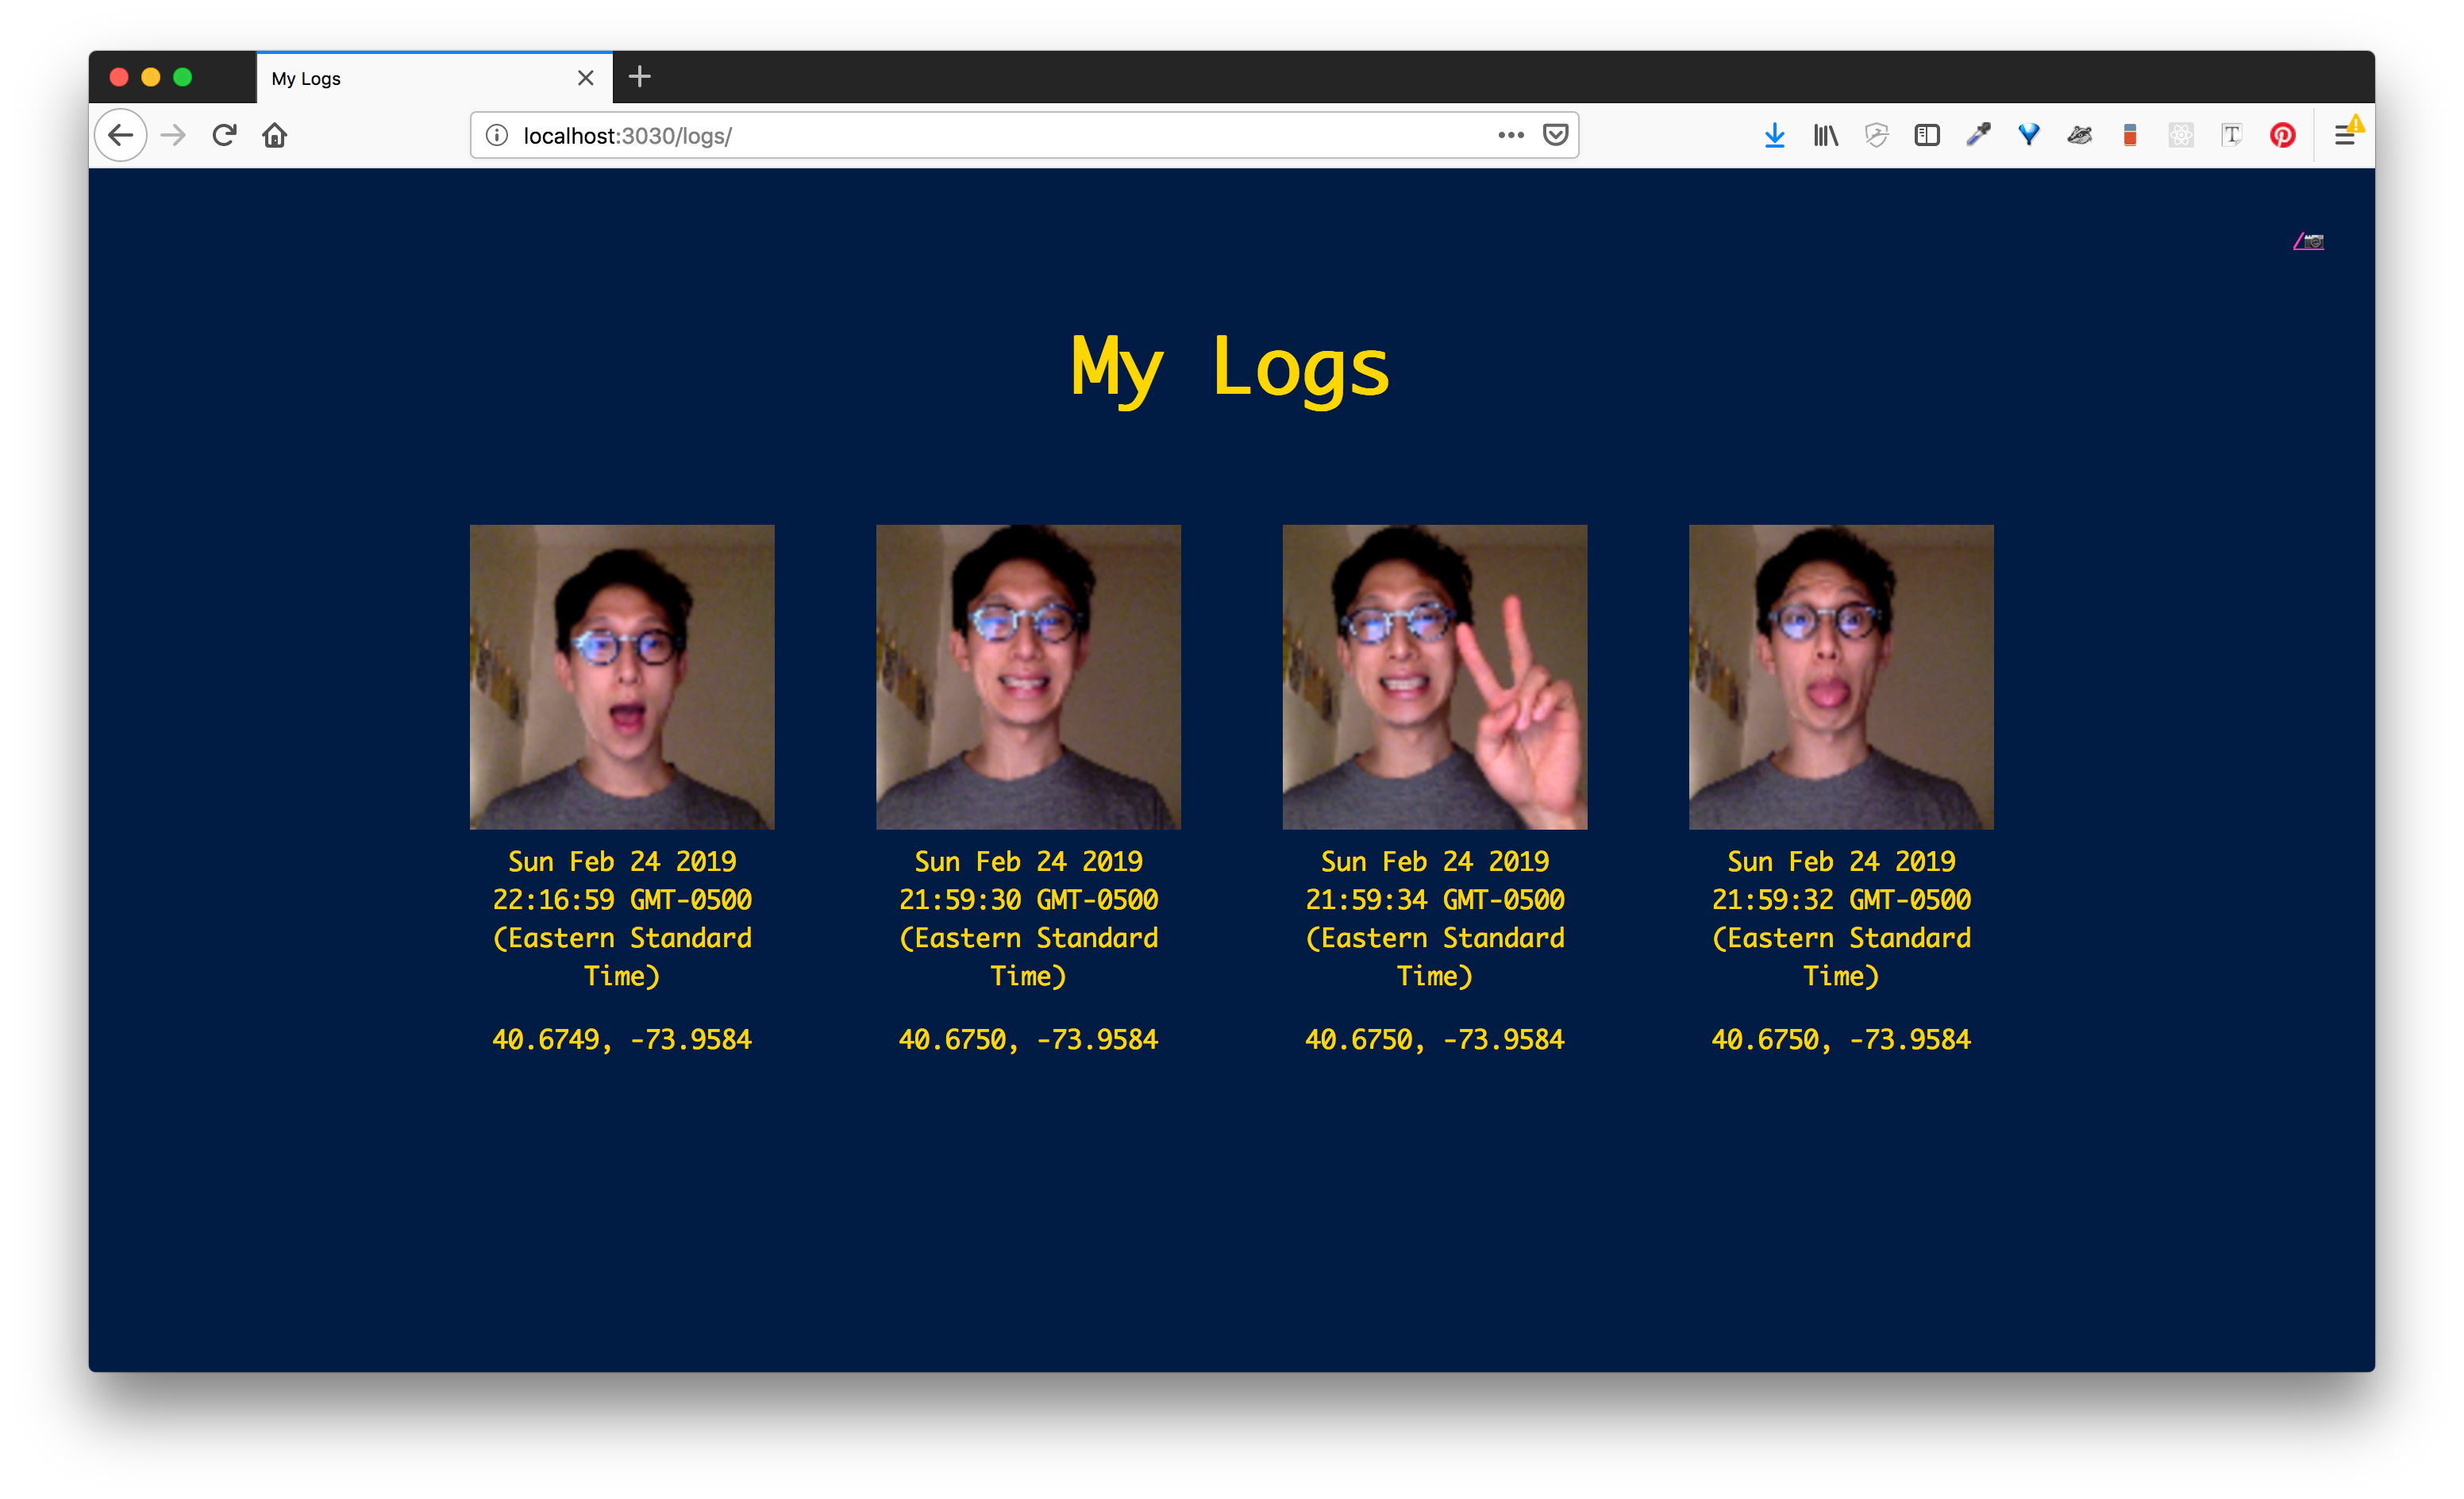 My Logs
localhost:3030/logs/
/📷
My Logs
Sun Feb 24 2019
22:16:59 GMT-0500
(Eastern Standard
Time)
40.6749, -73.9584
Sun Feb 24 2019
21:59:30 GMT-0500
(Eastern Standard
Time)
40.6750, -73.9584
Sun Feb 24 2019
21:59:34 GMT-0500
(Eastern Standard
Time)
40.6750, -73.9584
Sun Feb 24 2019
21:59:32 GMT-0500
(Eastern Standard
Time)
40.6750, -73.9584